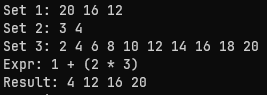 Set 1: 20 16 12
Set 2: 3 4
Set 3: 2 4 6 8 10 12 14 16 18 20
Expr: 1 + (2 * 3)
Result: 4 12 16 20